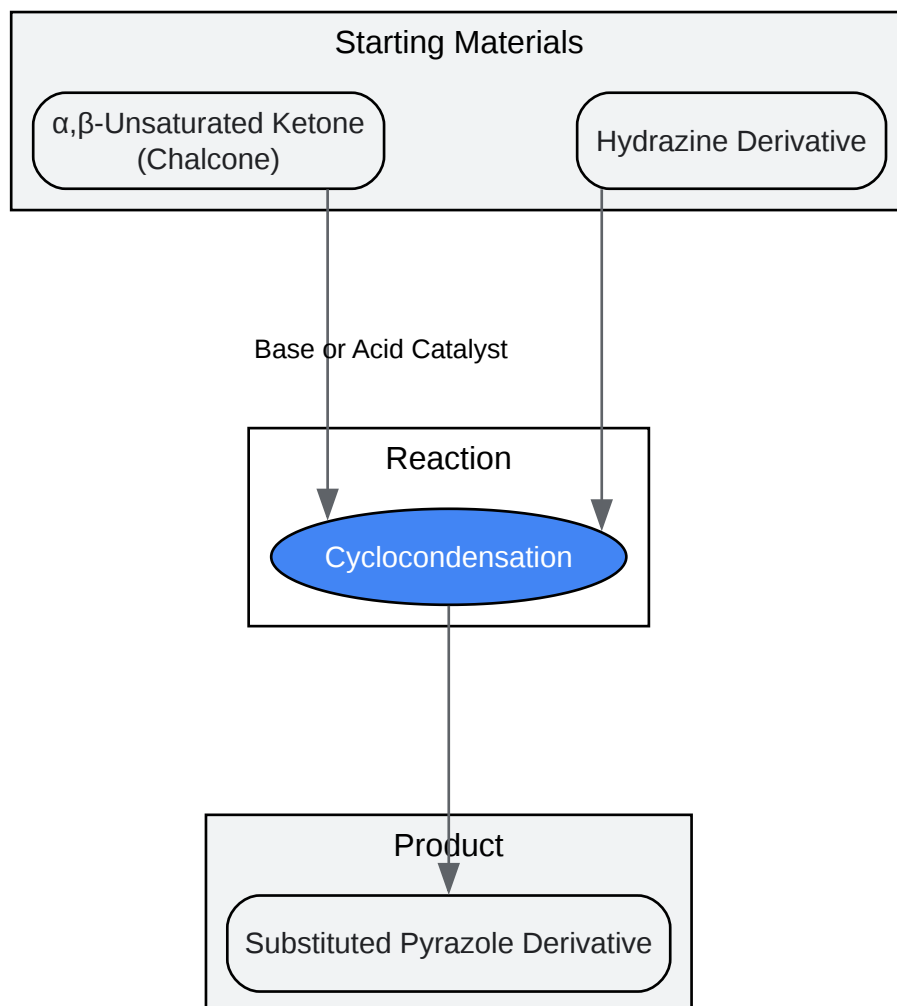 Starting Materials
α,β-Unsaturated Ketone
(Chalcone)
Hydrazine Derivative
Base or Acid Catalyst
Reaction
Cyclocondensation
Product
Substituted Pyrazole Derivative